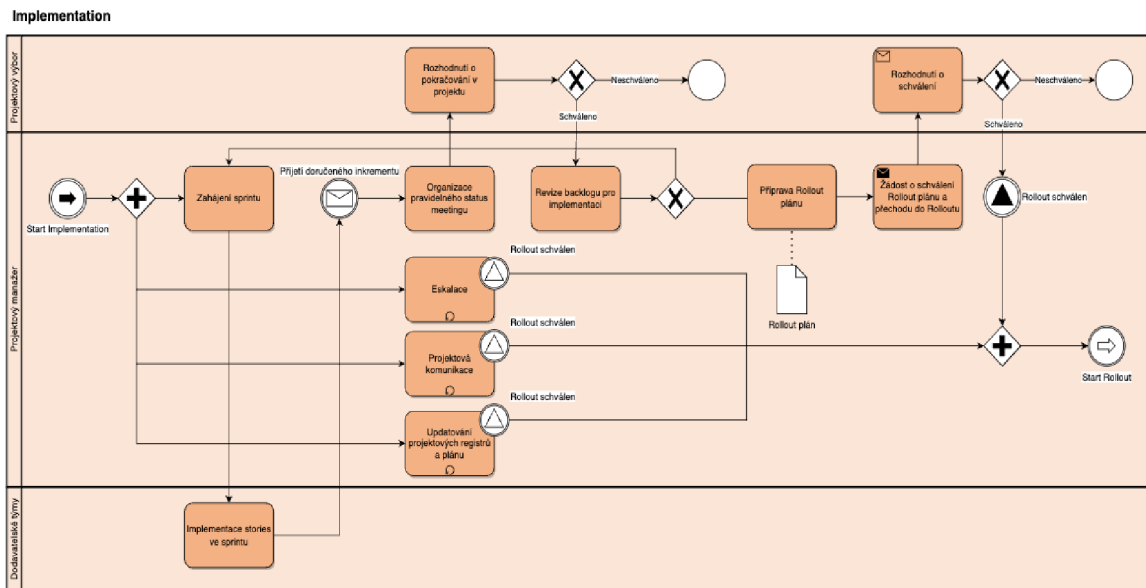 Implementation
Projektový výbor
Rozhodnutí o
pokračování v
projektu
Neschváleno
Schváleno
Rozhodnutí o
schválení
Neschváleno
Schváleno
Projektový manažer
Start Implementation
Zahájení sprintu
Přijetí doručeného inkrementu
Organizace
pravidelného status
meetingu
Revize backlogu pro
implementaci
Příprava Rollout
plánu
Rollout plán
Žádost o schválení
Rollout plánu a
přechodu do Rolloutu
Rollout schválen
Eskalace
Rollout schválen
Projektová
komunikace
Rollout schválen
Updatování
projektových registrů
a plánu
Rollout schválen
Start Rollout
Dodavatelské týmy
Implementace stories
ve sprintu